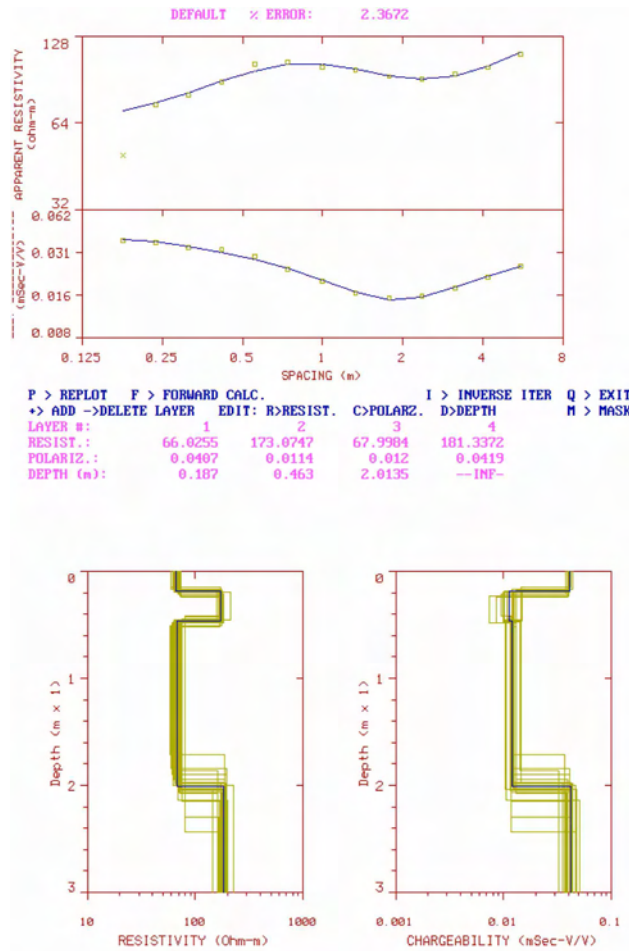 DEFAULT % ERROR: 2.3672
128
64
32
APPARENT RESISTIVITY
(ohm-m)
0.062
0.031
0.016
0.008
(mSec-V/V)
0.125 0.25 0.5 1 2 4 8
SPACING (m)
P > REPLOT F > FORWARD CALC. I > INVERSE ITER Q > EXIT
+> ADD ->DELETE LAYER EDIT: R>RESIST. C>POLARZ. D>DEPTH M > MASK
LAYER #: 1 2 3 4
RESIST.: 66.0255 173.0747 67.9984 181.3372
POLARIZ.: 0.0407 0.0114 0.012 0.0419
DEPTH (m): 0.187 0.463 2.0135 --INF-
0
1
2
3
Depth (m x 1)
10 100 1000
RESISTIVITY (Ohm-m)
0
1
2
3
Depth (m x 1)
0.001 0.01 0.1
CHARGEABILITY (mSec-V/V)